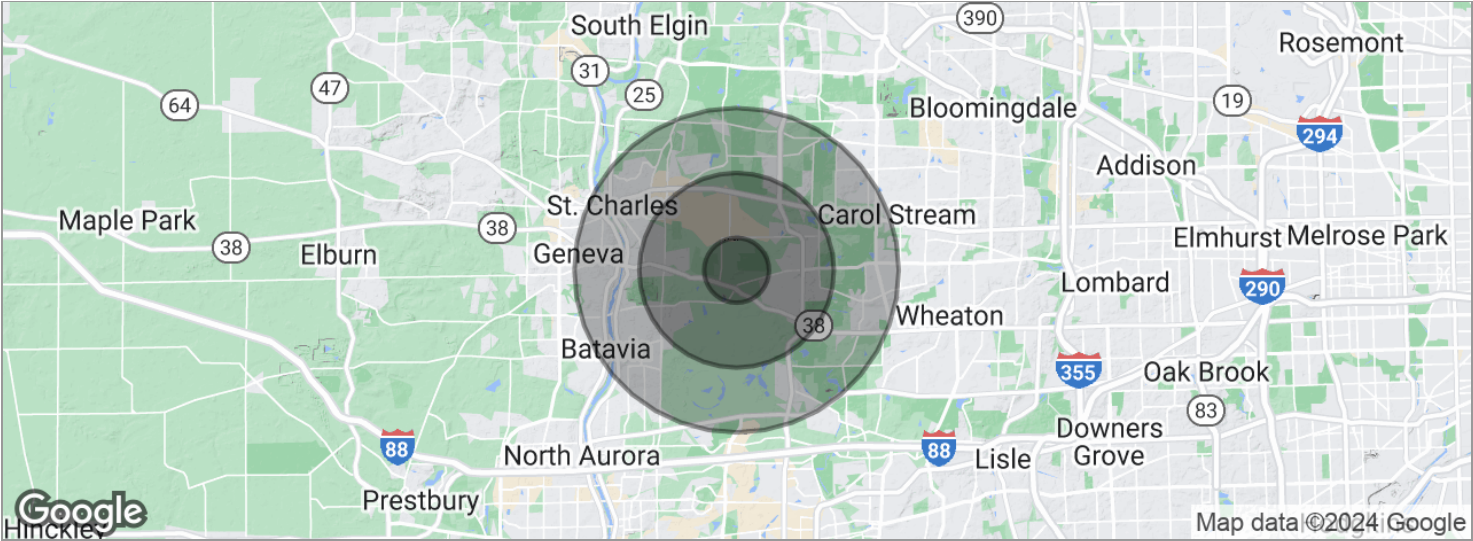 South Elgin
390
Rosemont
31
47
25
64
19
Bloomingdale
294
Addison
St. Charles
Carol Stream
Maple Park
38
38
Geneva
Elburn
Elmhurst
Melrose Park
Lombard
290
Wheaton
38
Batavia
355
Oak Brook
83
88
88
Downers
Grove
North Aurora
Lisle
Prestbury
Google
Hinckley
Map data ©2024 Google